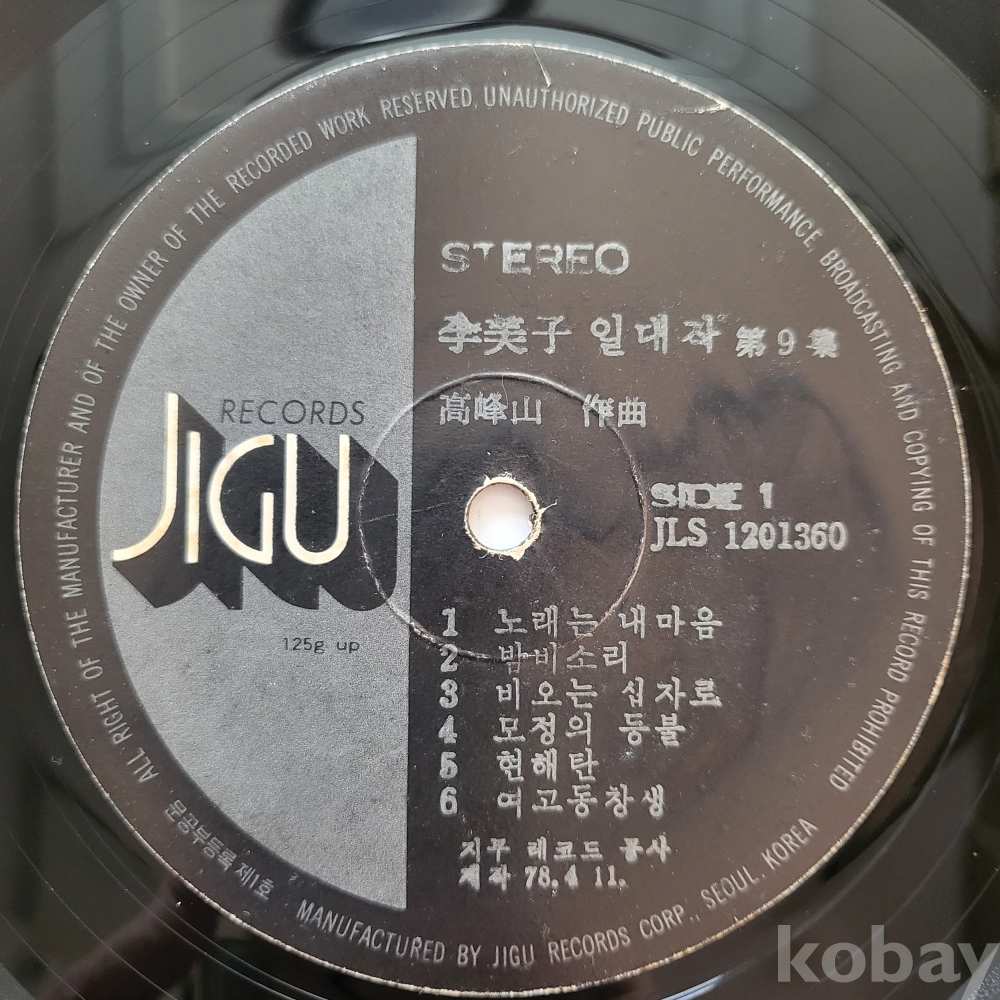 ALL RIGHT OF THE MANUFACTURER AND OF THE OWNER OF THE RECORDED WORK RESERVED, UNAUTHORIZED PUBLIC PERFORMANCE, BROADCASTING AND COPYING OF THIS RECORD PROHIBITED
STEREO
李美子 일대작 第9集
高峰山 作曲
RECORDS
JIGU
SIDE 1
JLS 1201360
125g up
1 노래는 내마음
2 밤비소리
3 비오는 십자로
4 모정의 등불
5 현해탄
6 여고동창생
지구 레코드 공사
제작 78.4 11.
문공부등록 제1호
MANUFACTURED BY JIGU RECORDS CORP., SEOUL, KOREA
kobay